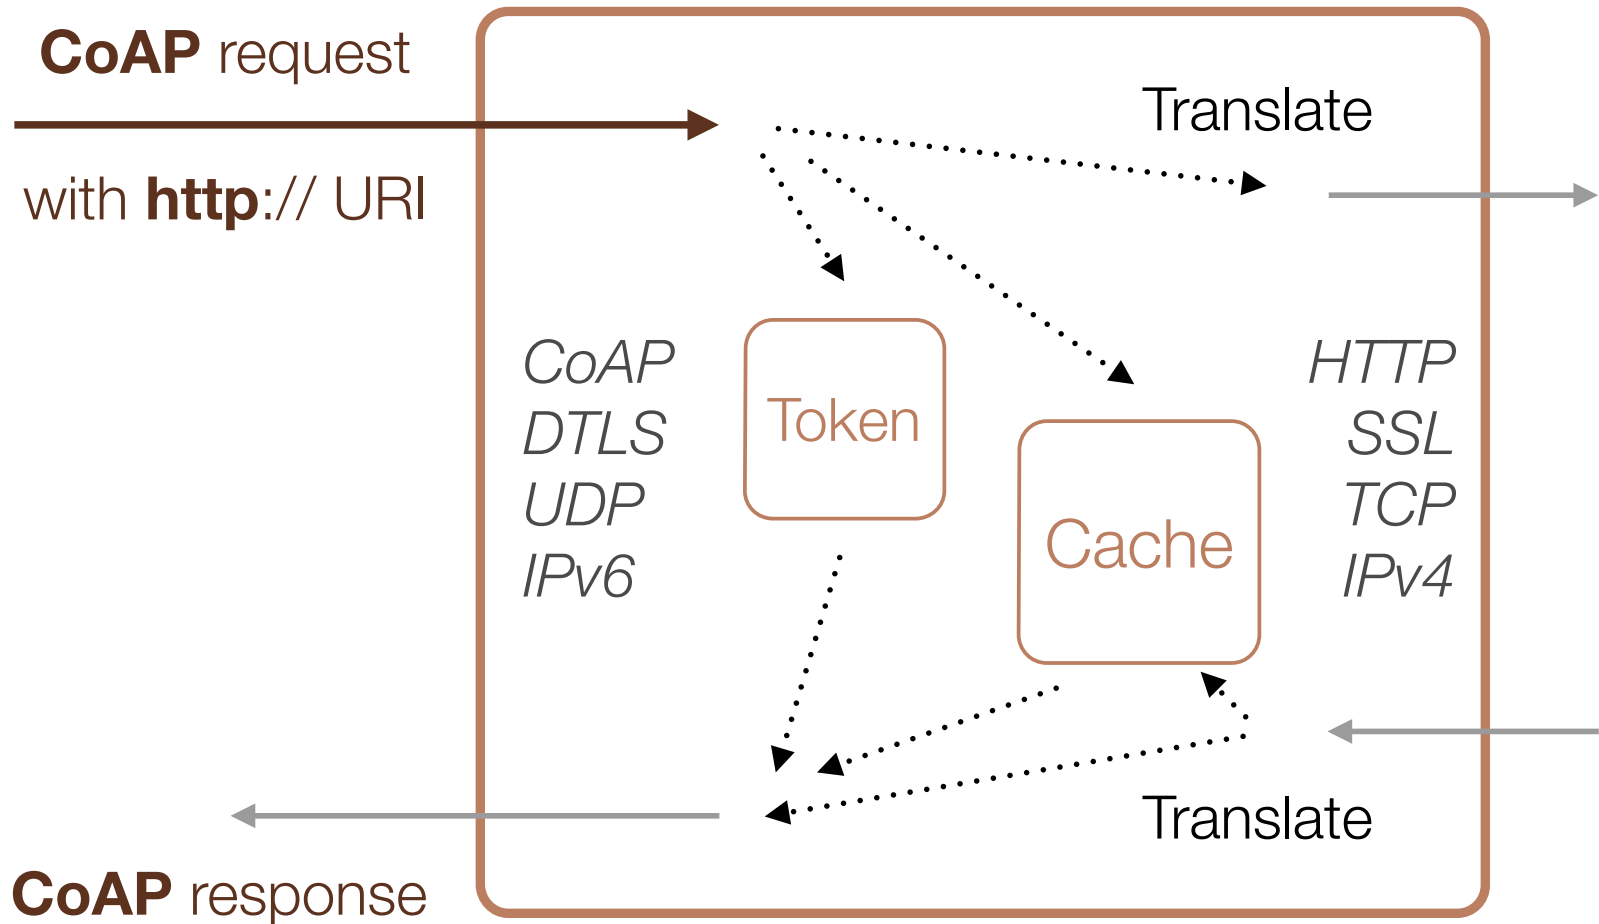 CoAP request
with http:// URI
Translate
CoAP
DTLS
UDP
IPv6
Token
Cache
HTTP
SSL
TCP
IPv4
Translate
CoAP response